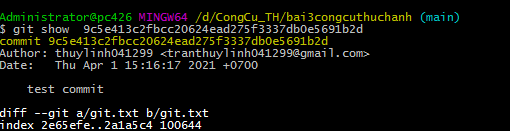 Administrator@pc426 MINGW64 /d/CongCu_TH/bai3congcuthuchanh (main)
$ git show 9c5e413c2fbcc20624ead275f3337db0e5691b2d
commit 9c5e413c2fbcc20624ead275f3337db0e5691b2d
Author: thuylinh041299 <tranthuylinh041299@gmail.com>
Date: Thu Apr 1 15:16:17 2021 +0700
test commit
diff --git a/git.txt b/git.txt
index 2e65efe..2a1a5c4 100644